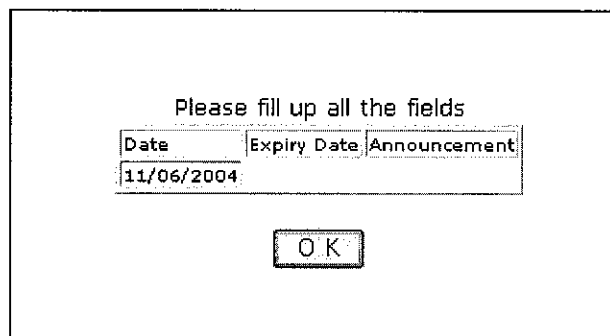 Please fill up all the fields
Date Expiry Date Announcement
11/06/2004
O K